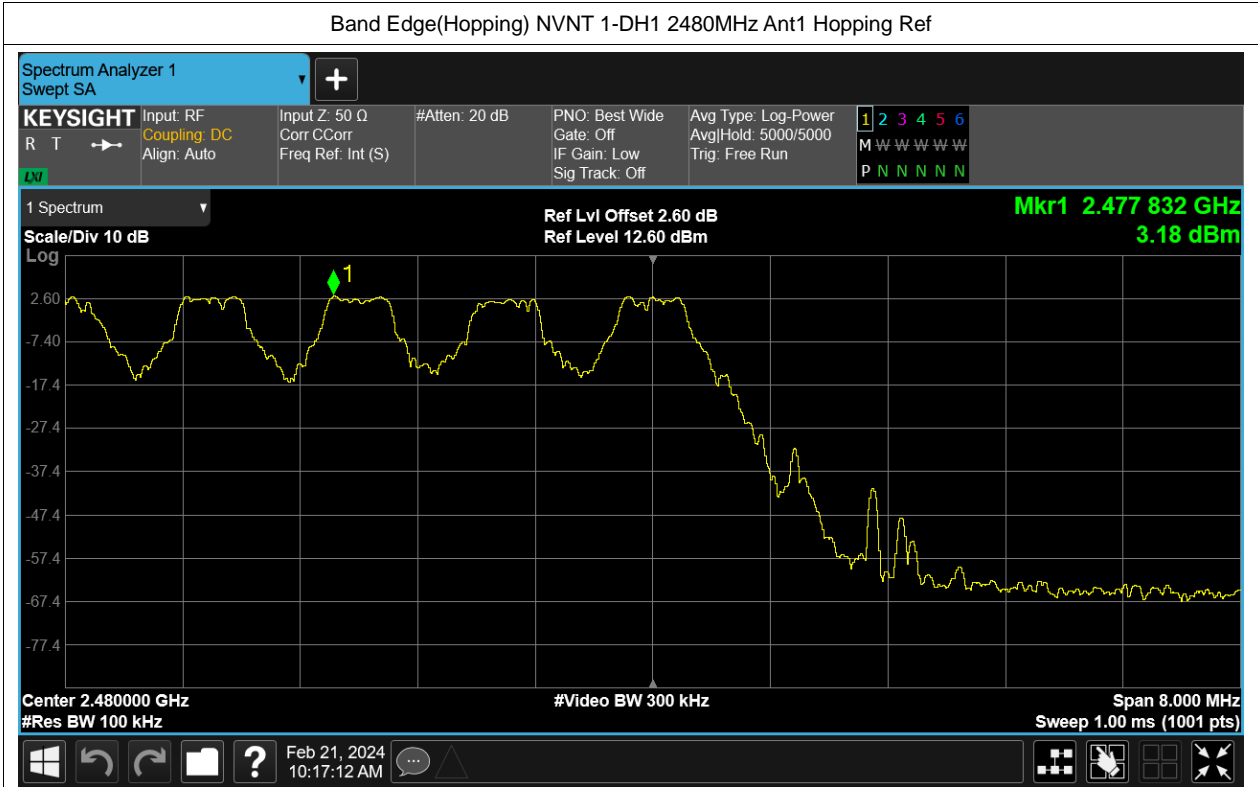 Band Edge(Hopping) NVNT 1-DH1 2480MHz Ant1 Hopping Ref
Spectrum Analyzer 1
Swept SA
KEYSIGHT
R T
LXI
Input: RF
Coupling: DC
Align: Auto
Input Z: 50 Ω
Corr CCorr
Freq Ref: Int (S)
#Atten: 20 dB
PNO: Best Wide
Gate: Off
IF Gain: Low
Sig Track: Off
Avg Type: Log-Power
Avg|Hold: 5000/5000
Trig: Free Run
1 2 3 4 5 6
M W W W W W
P N N N N N
1 Spectrum
Scale/Div 10 dB
Log
Ref Lvl Offset 2.60 dB
Ref Level 12.60 dBm
Mkr1 2.477 832 GHz
3.18 dBm
1
2.60
-7.40
-17.4
-27.4
-37.4
-47.4
-57.4
-67.4
-77.4
Center 2.480000 GHz
#Res BW 100 kHz
#Video BW 300 kHz
Span 8.000 MHz
Sweep 1.00 ms (1001 pts)
?
Feb 21, 2024
10:17:12 AM